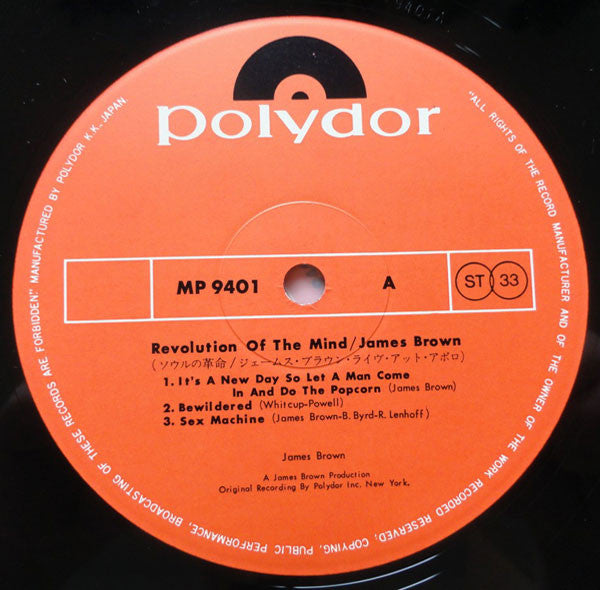 polydor
MP 9401
A
ST 33
Revolution Of The Mind/James Brown
(ソウルの革命/ジェームス・ブラウン・ライヴ・アット・アポロ)
1. It's A New Day So Let A Man Come
In And Do The Popcorn (James Brown)
2. Bewildered (Whitcup-Powell)
3. Sex Machine (James Brown-B. Byrd-R. Lenhoff)
James Brown
A James Brown Production
Original Recording By Polydor Inc. New York.
"ALL RIGHTS OF THE RECORD MANUFACTURER AND OF THE OWNER OF THE WORK RECORDED RESERVED, COPYING, PUBLIC PERFORMANCE, BROADCASTING OF THESE RECORDS ARE FORBIDDEN." MANUFACTURED BY POLYDOR K.K., JAPAN